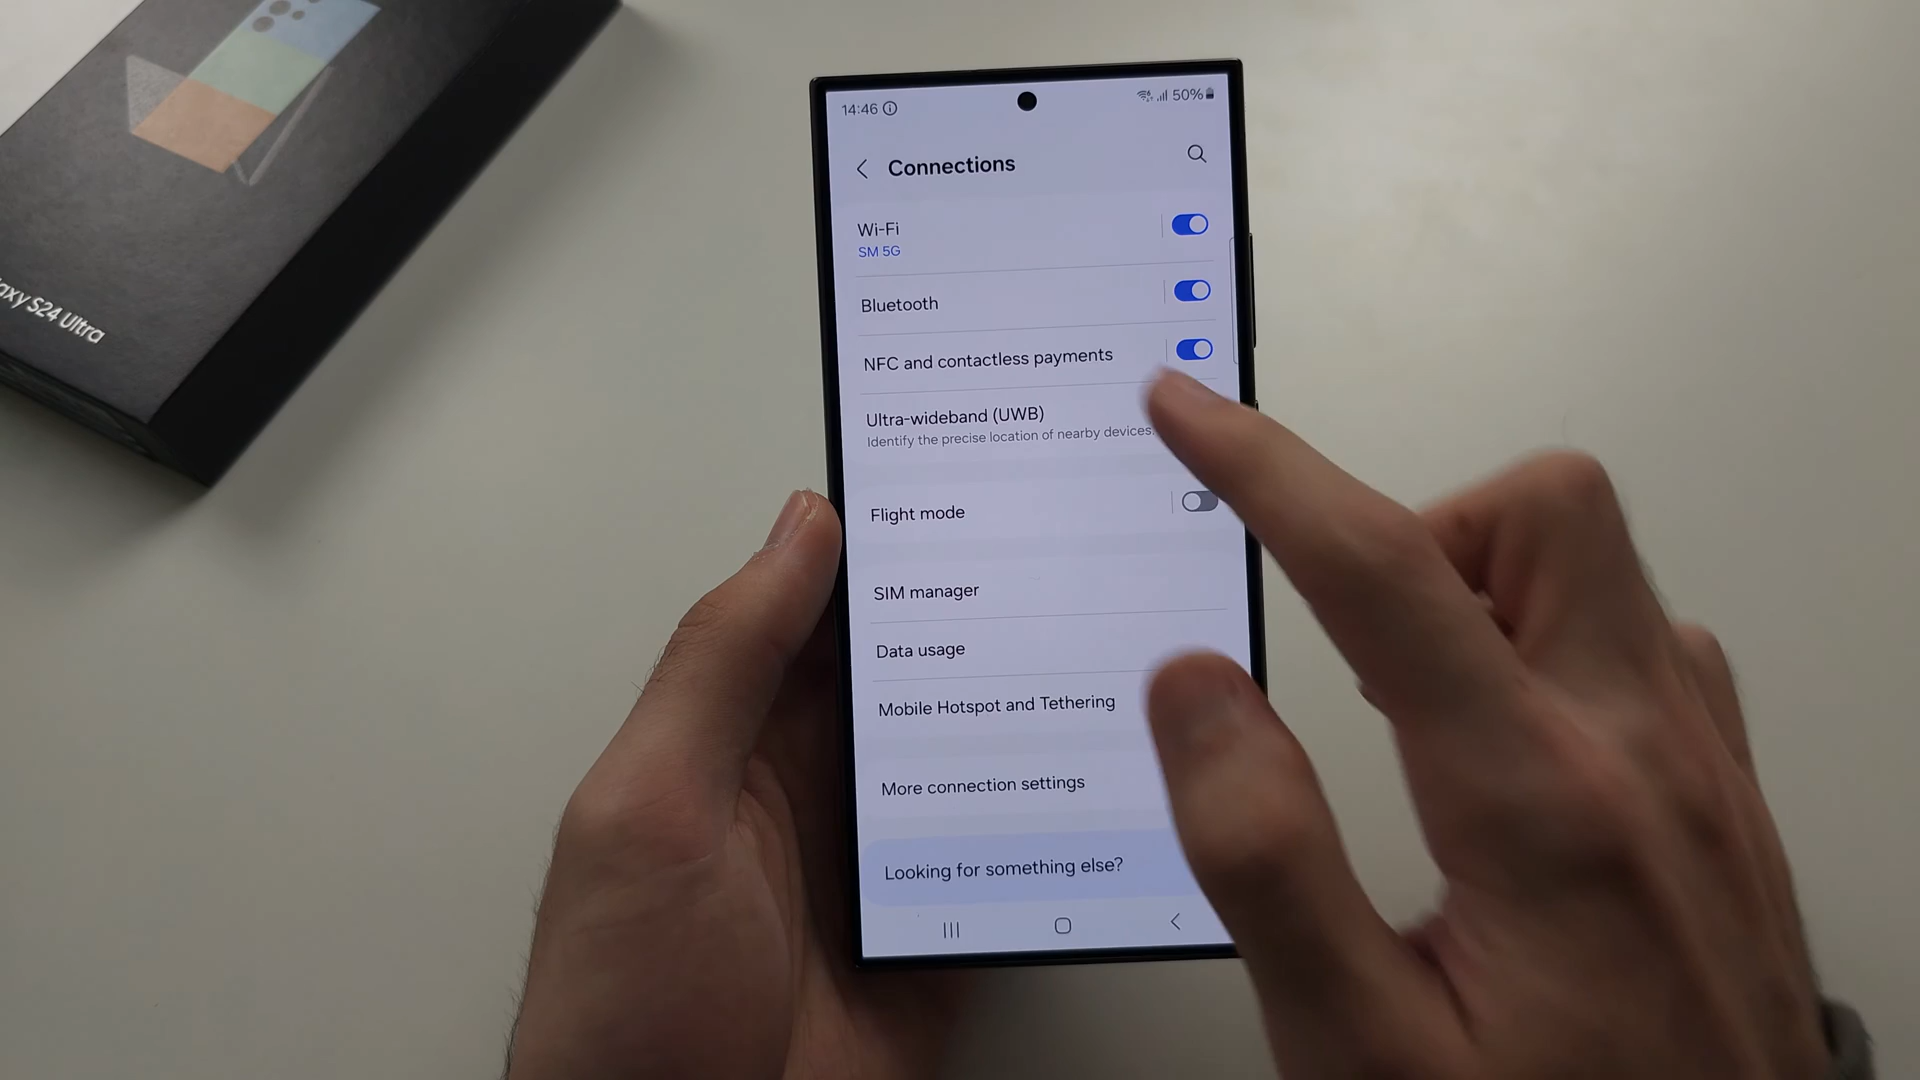 axy S24 Ultra
14:46
50%
Connections
Wi-Fi
SM 5G
Bluetooth
NFC and contactless payments
Ultra-wideband (UWB)
Identify the precise location of nearby devices.
Flight mode
SIM manager
Data usage
Mobile Hotspot and Tethering
More connection settings
Looking for something else?